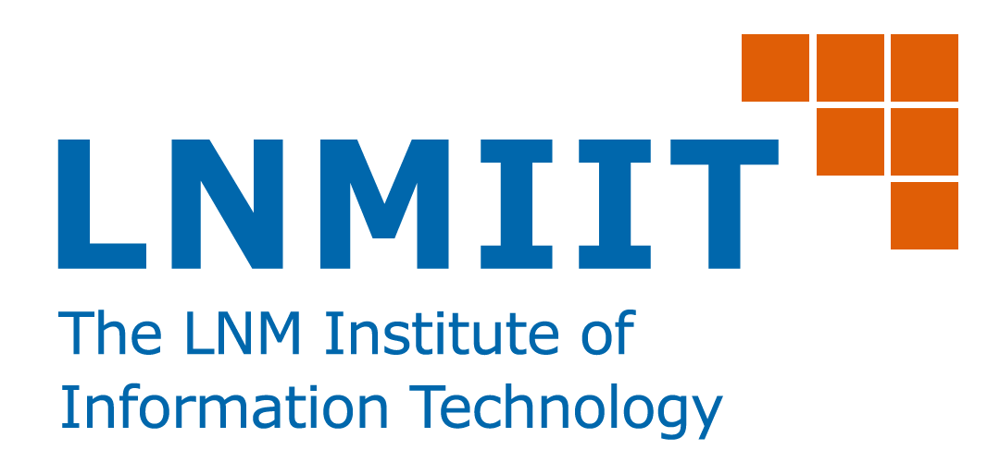 LNMIIT
The LNM Institute of
Information Technology